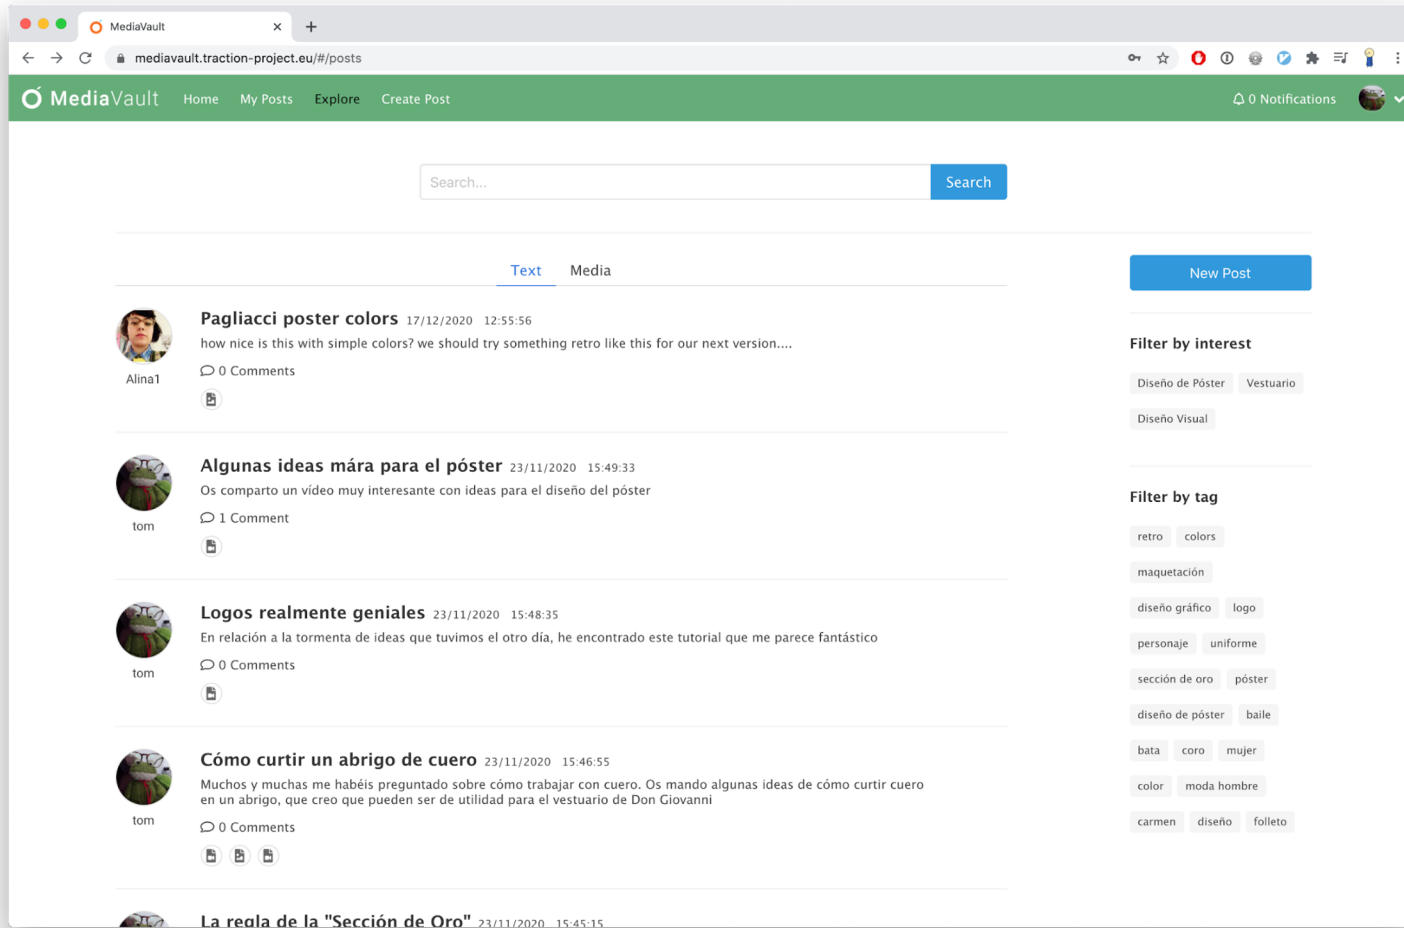 MediaVault
mediavault.traction-project.eu/#/posts
MediaVault Home My Posts Explore Create Post 0 Notifications
Search... Search
Text Media
New Post
Pagliacci poster colors 17/12/2020 12:55:56
how nice is this with simple colors? we should try something retro like this for our next version....
0 Comments
Alina1
Algunas ideas mára para el póster 23/11/2020 15:49:33
Os comparto un vídeo muy interesante con ideas para el diseño del póster
1 Comment
tom
Logos realmente geniales 23/11/2020 15:48:35
En relación a la tormenta de ideas que tuvimos el otro día, he encontrado este tutorial que me parece fantástico
0 Comments
tom
Cómo curtir un abrigo de cuero 23/11/2020 15:46:55
Muchos y muchas me habéis preguntado sobre cómo trabajar con cuero. Os mando algunas ideas de cómo curtir cuero
en un abrigo, que creo que pueden ser de utilidad para el vestuario de Don Giovanni
0 Comments
tom
La regla de la "Sección de Oro" 23/11/2020 15:45:15
Filter by interest
Diseño de Póster Vestuario
Diseño Visual
Filter by tag
retro colors
maquetación
diseño gráfico logo
personaje uniforme
sección de oro póster
diseño de póster baile
bata coro mujer
color moda hombre
carmen diseño folleto